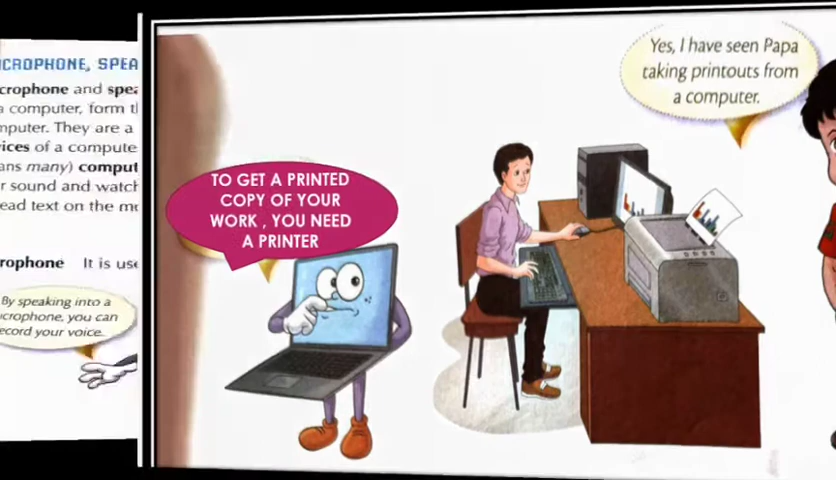 CROPHONE, SPEA
crophone and spea
a computer, form t
mputer. They are a
vices of a compute
ans many) comput
r sound and watch
ead text on the m
rophone It is use
By speaking into a
icrophone, you can
ecord your voice.
TO GET A PRINTED
COPY OF YOUR
WORK , YOU NEED
A PRINTER
Yes, I have seen Papa
taking printouts from
a computer.